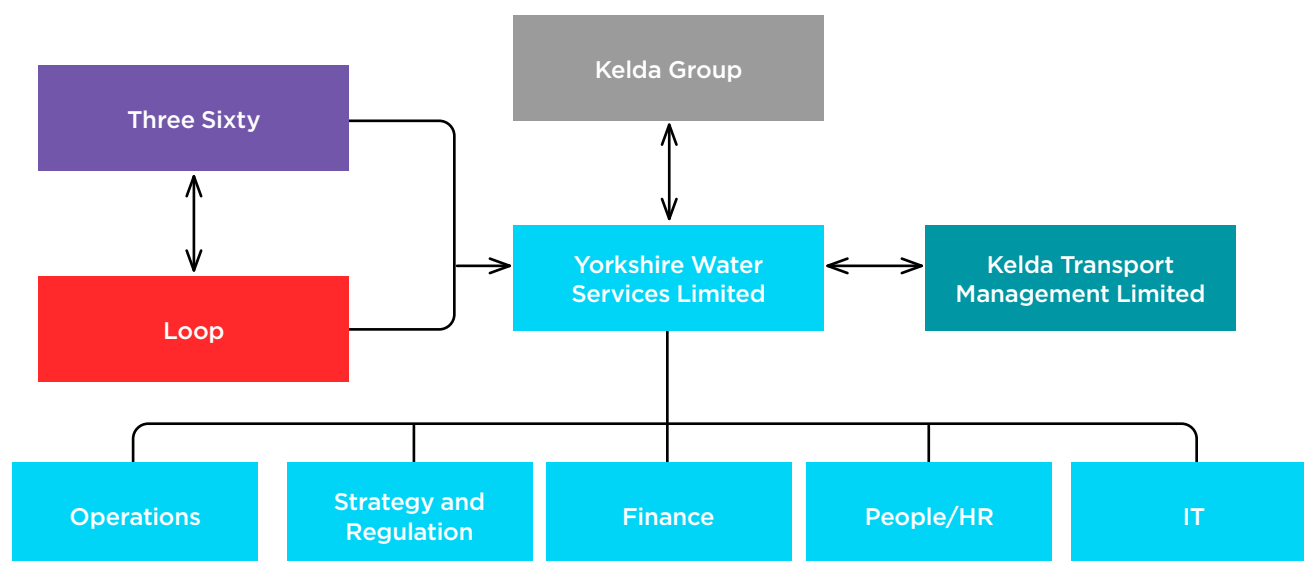 Kelda Group
Three Sixty
Loop
Yorkshire Water
Services Limited
Kelda Transport
Management Limited
Operations
Strategy and
Regulation
Finance
People/HR
IT